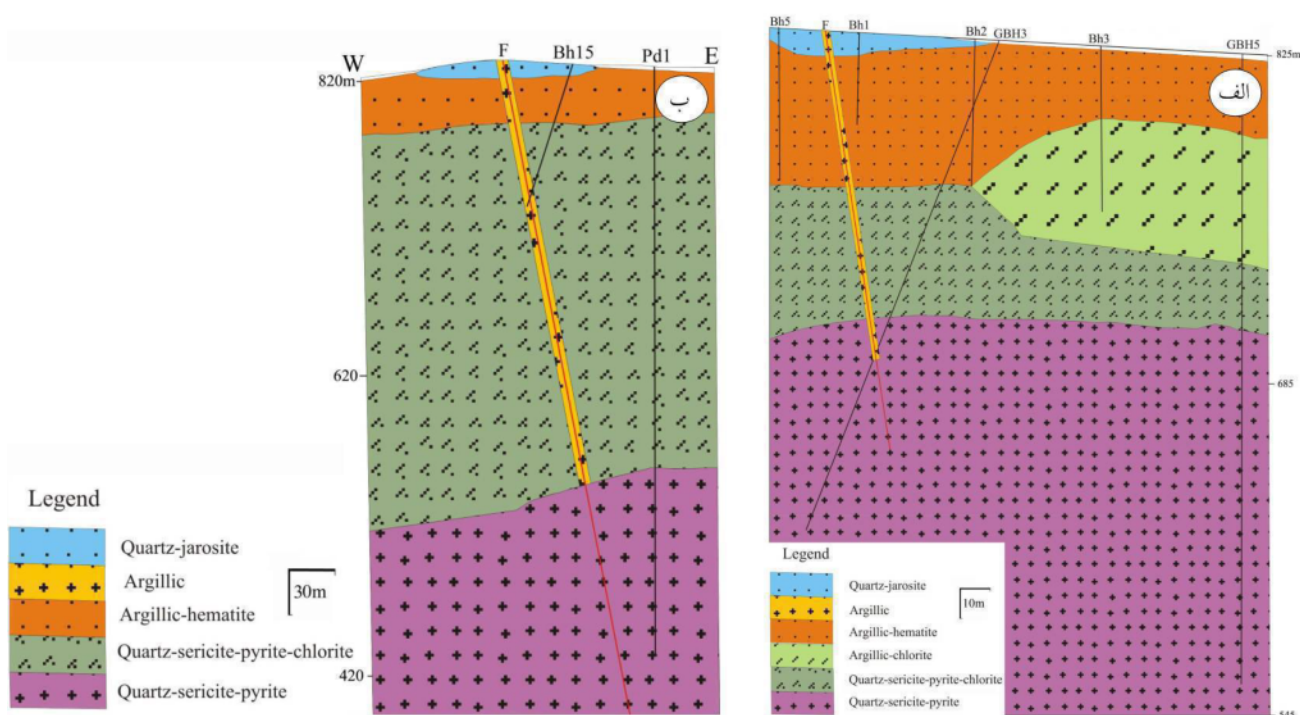 W
F
Bh15
Pd1
E
820m
ب
620
420
Legend
Quartz-jarosite
Argillic
Argillic-hematite
Quartz-sericite-pyrite-chlorite
Quartz-sericite-pyrite
30m
Bh5
F
Bh1
Bh2
GBH3
Bh3
GBH5
825m
الف
685
545
Legend
Quartz-jarosite
Argillic
Argillic-hematite
Argillic-chlorite
Quartz-sericite-pyrite-chlorite
Quartz-sericite-pyrite
10m